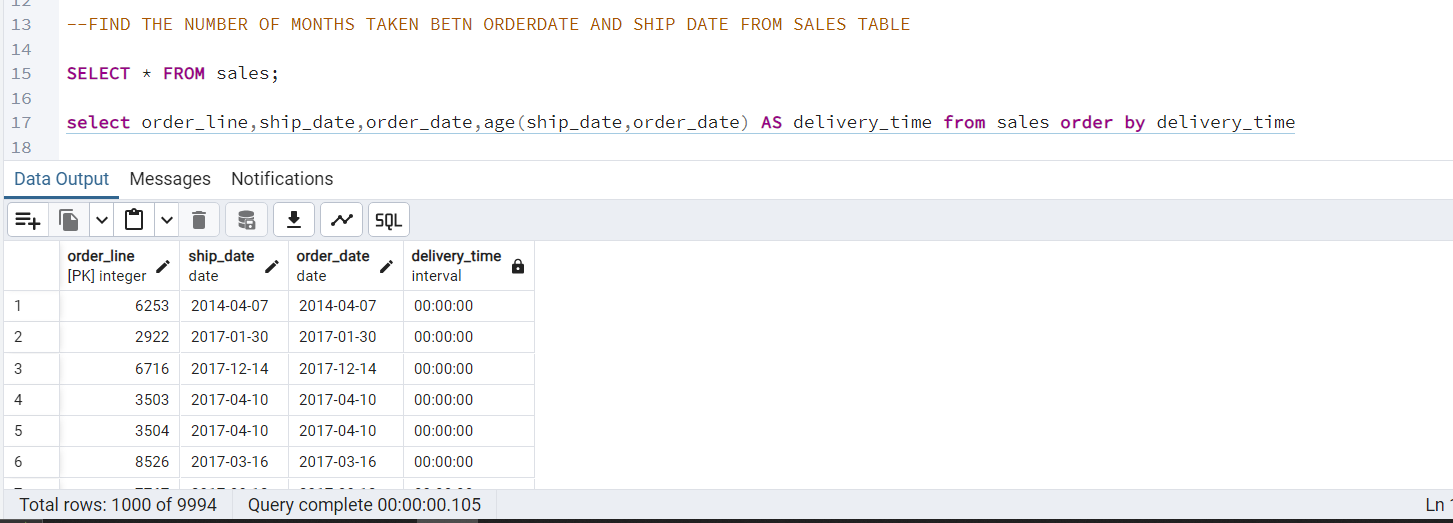 12
13 --FIND THE NUMBER OF MONTHS TAKEN BETN ORDERDATE AND SHIP DATE FROM SALES TABLE
14
15 SELECT * FROM sales;
16
17 select order_line,ship_date,order_date,age(ship_date,order_date) AS delivery_time from sales order by delivery_time
18
Data Output Messages Notifications
SQL
order_line ship_date order_date delivery_time
[PK] integer date date interval
1 6253 2014-04-07 2014-04-07 00:00:00
2 2922 2017-01-30 2017-01-30 00:00:00
3 6716 2017-12-14 2017-12-14 00:00:00
4 3503 2017-04-10 2017-04-10 00:00:00
5 3504 2017-04-10 2017-04-10 00:00:00
6 8526 2017-03-16 2017-03-16 00:00:00
Total rows: 1000 of 9994 Query complete 00:00:00.105 Ln